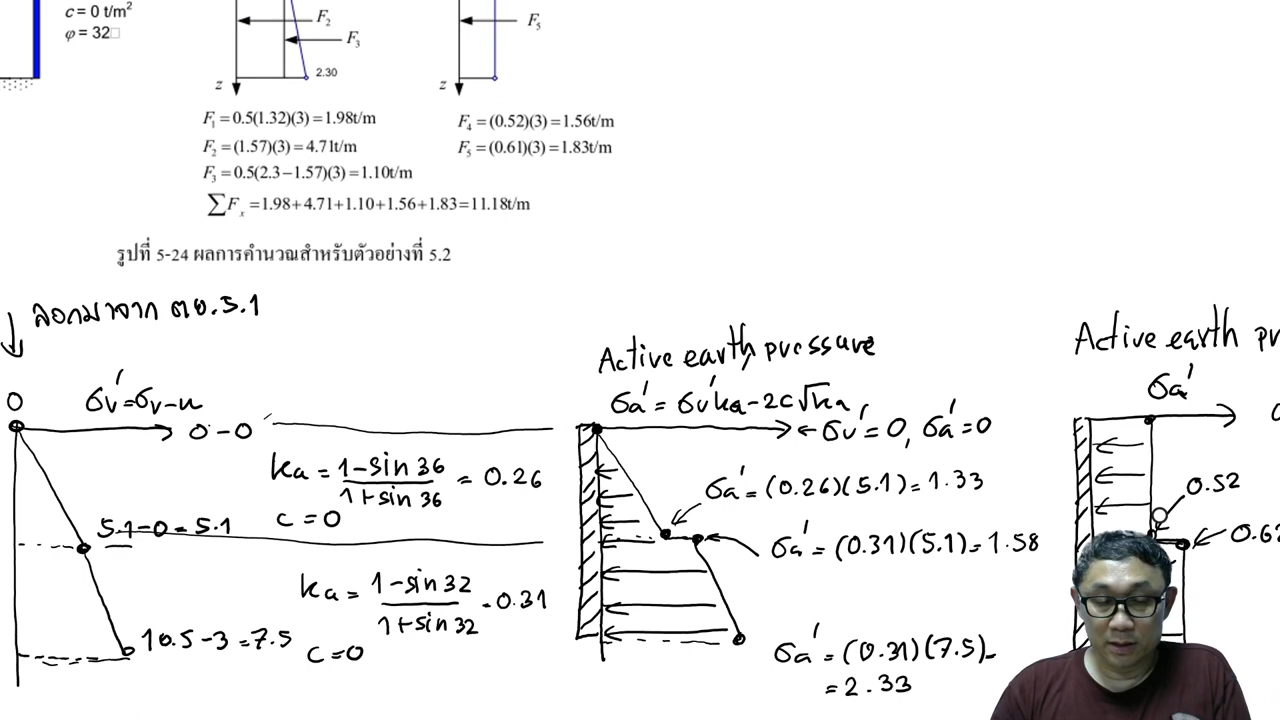 c = 0 t/m²
φ = 32
F₂
F₃
2.30
z
F₅
z
F₁ = 0.5(1.32)(3) = 1.98t/m
F₂ = (1.57)(3) = 4.71t/m
F₃ = 0.5(2.3−1.57)(3) = 1.10t/m
∑Fₓ = 1.98+4.71+1.10+1.56+1.83 = 11.18t/m
F₄ = (0.52)(3) = 1.56t/m
F₅ = (0.61)(3) = 1.83t/m
รูปที่ 5-24 ผลการคำนวณสำหรับตัวอย่างที่ 5.2
ลอกมาจาก ตย.5.1
0
σv' = σv-u
0-0
5.1-0 = 5.1
10.5-3 = 7.5
ka = 1-sin 36 / 1+sin 36 = 0.26
c = 0
ka = 1-sin 32 / 1+sin 32 = 0.31
c = 0
Active earth pressure
σa' = σv'ka-2c√ka
σv' = 0, σa' = 0
σa' = (0.26)(5.1) = 1.33
σa' = (0.31)(5.1) = 1.58
σa' = (0.31)(7.5)
= 2.33
Active earth pr
σa'
0.52
0.62